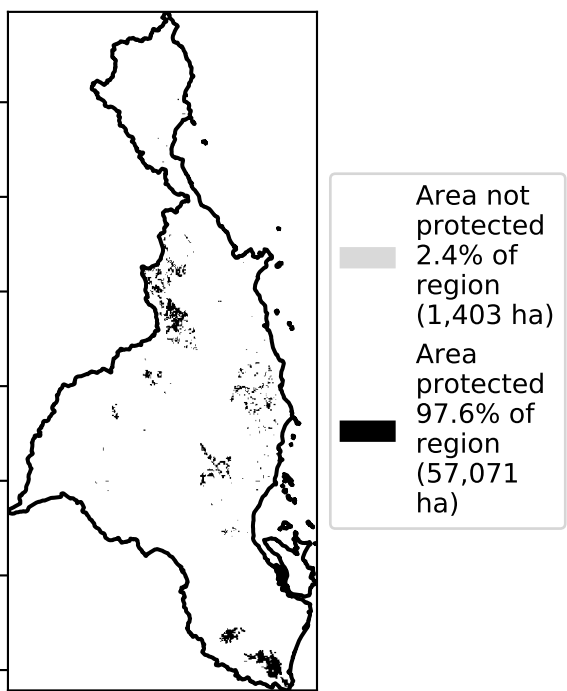 Area not
protected
2.4% of
region
(1,403 ha)
Area
protected
97.6% of
region
(57,071
ha)